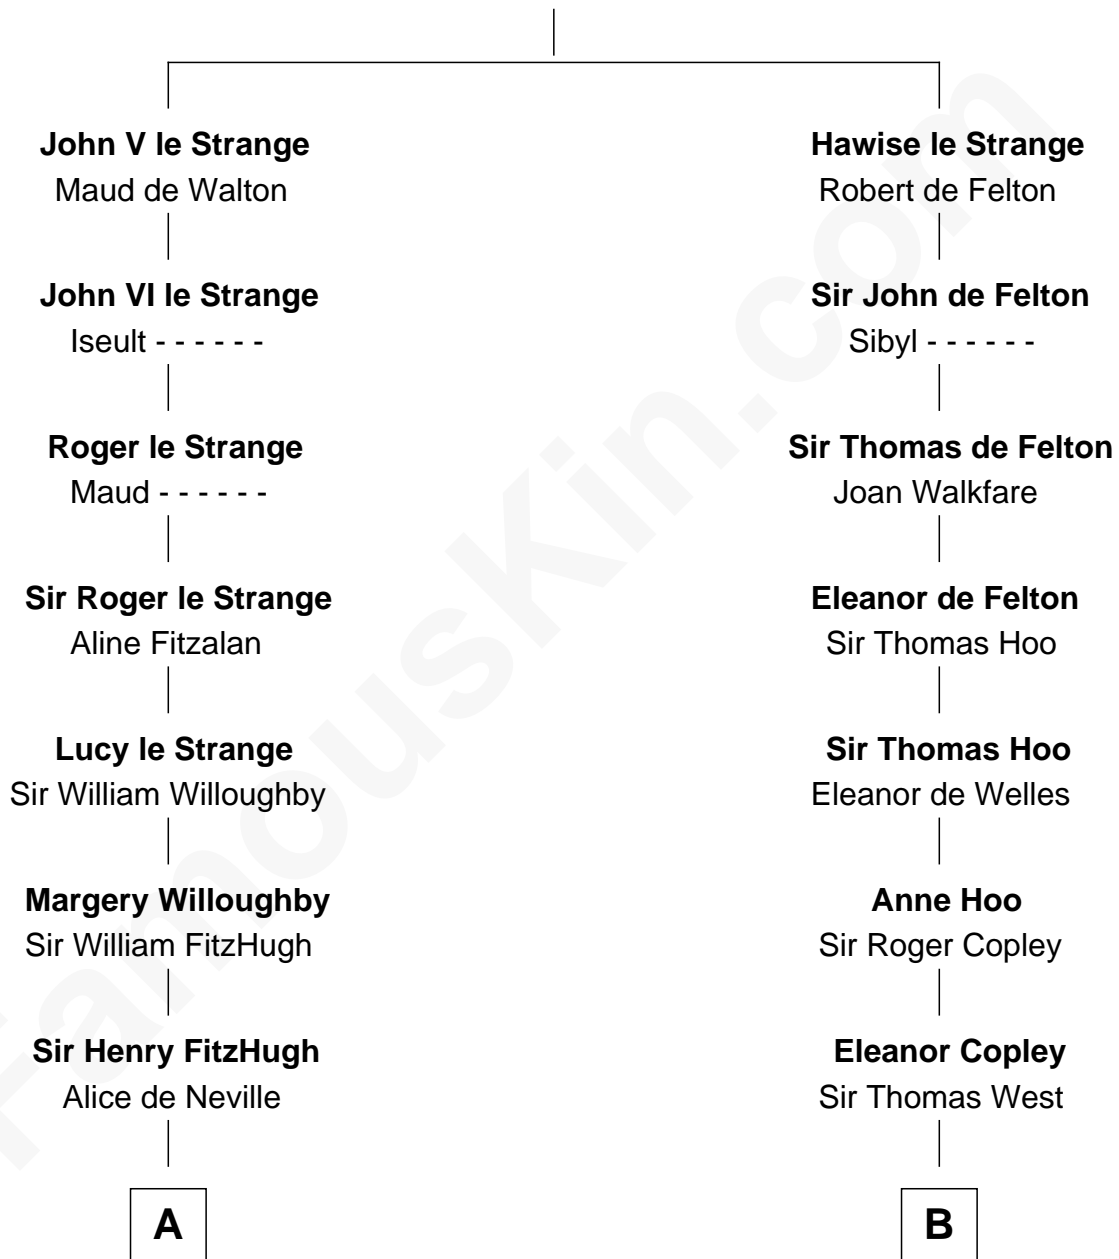 John V le Strange
Maud de Walton
John VI le Strange
Iseult - - - - - -
Roger le Strange
Maud - - - - - -
Sir Roger le Strange
Aline Fitzalan
Lucy le Strange
Sir William Willoughby
Margery Willoughby
Sir William FitzHugh
Sir Henry FitzHugh
Alice de Neville
A
Hawise le Strange
Robert de Felton
Sir John de Felton
Sibyl - - - - - -
Sir Thomas de Felton
Joan Walkfare
Eleanor de Felton
Sir Thomas Hoo
Sir Thomas Hoo
Eleanor de Welles
Anne Hoo
Sir Roger Copley
Eleanor Copley
Sir Thomas West
B
FamousKin.com